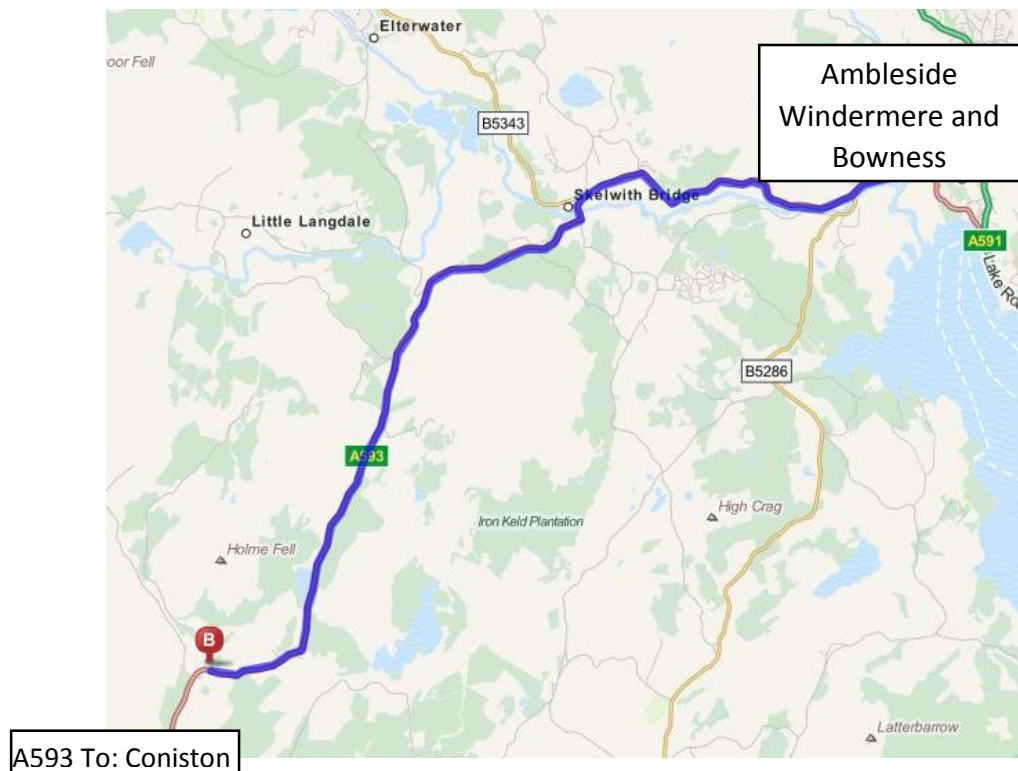 Elterwater
oor Fell
Ambleside
Windermere and
Bowness
B5343
Skelwith Bridge
Little Langdale
A591
Lake Ro
B5286
A593
High Crag
Iron Keld Plantation
Holme Fell
B
Latterbarrow
A593 To: Coniston